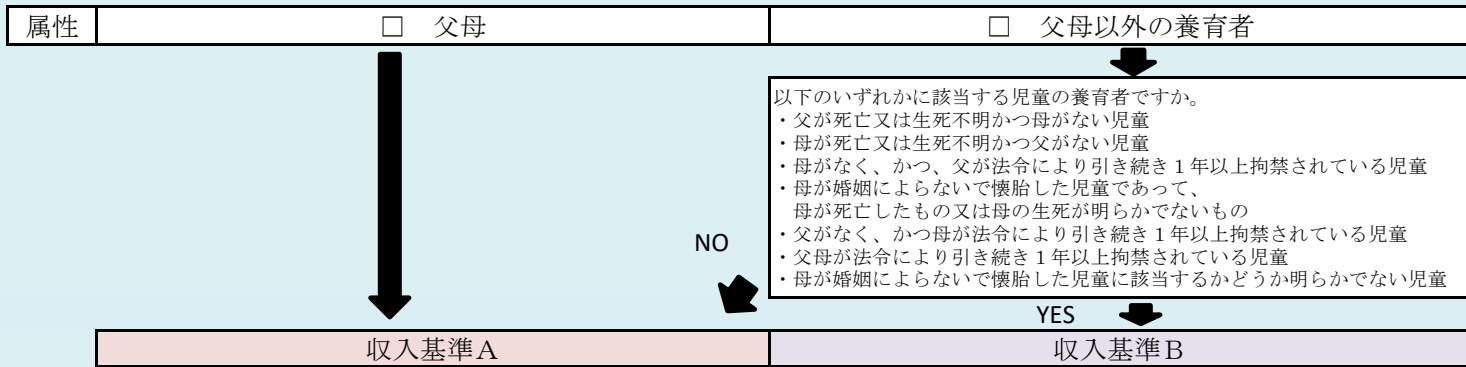 属性 □ 父母 □ 父母以外の養育者
以下のいずれかに該当する児童の養育者ですか。
・父が死亡又は生死不明かつ母がない児童
・母が死亡又は生死不明かつ父がない児童
・母がなく、かつ、父が法令により引き続き１年以上拘禁されている児童
・母が婚姻によらないで懐胎した児童であって、
母が死亡したもの又は母の生死が明らかでないもの
・父がなく、かつ母が法令により引き続き１年以上拘禁されている児童
・父母が法令により引き続き１年以上拘禁されている児童
・母が婚姻によらないで懐胎した児童に該当するかどうか明らかでない児童
NO
YES
収入基準Ａ 収入基準Ｂ